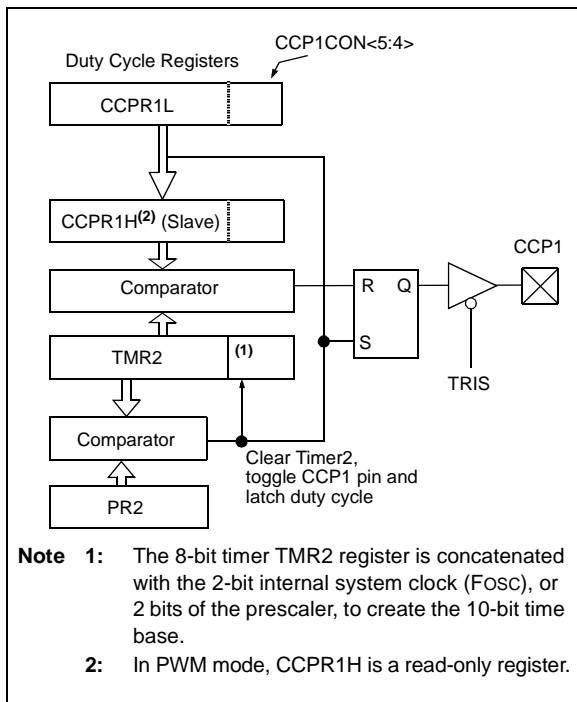 CCP1CON<5:4>
Duty Cycle Registers
CCPR1L
CCPR1H(2) (Slave)
CCP1
Comparator
R Q
TMR2
(1)
S
TRIS
Comparator
Clear Timer2,
toggle CCP1 pin and
latch duty cycle
PR2
Note 1: The 8-bit timer TMR2 register is concatenated
with the 2-bit internal system clock (FOSC), or
2 bits of the prescaler, to create the 10-bit time
base.
2: In PWM mode, CCPR1H is a read-only register.